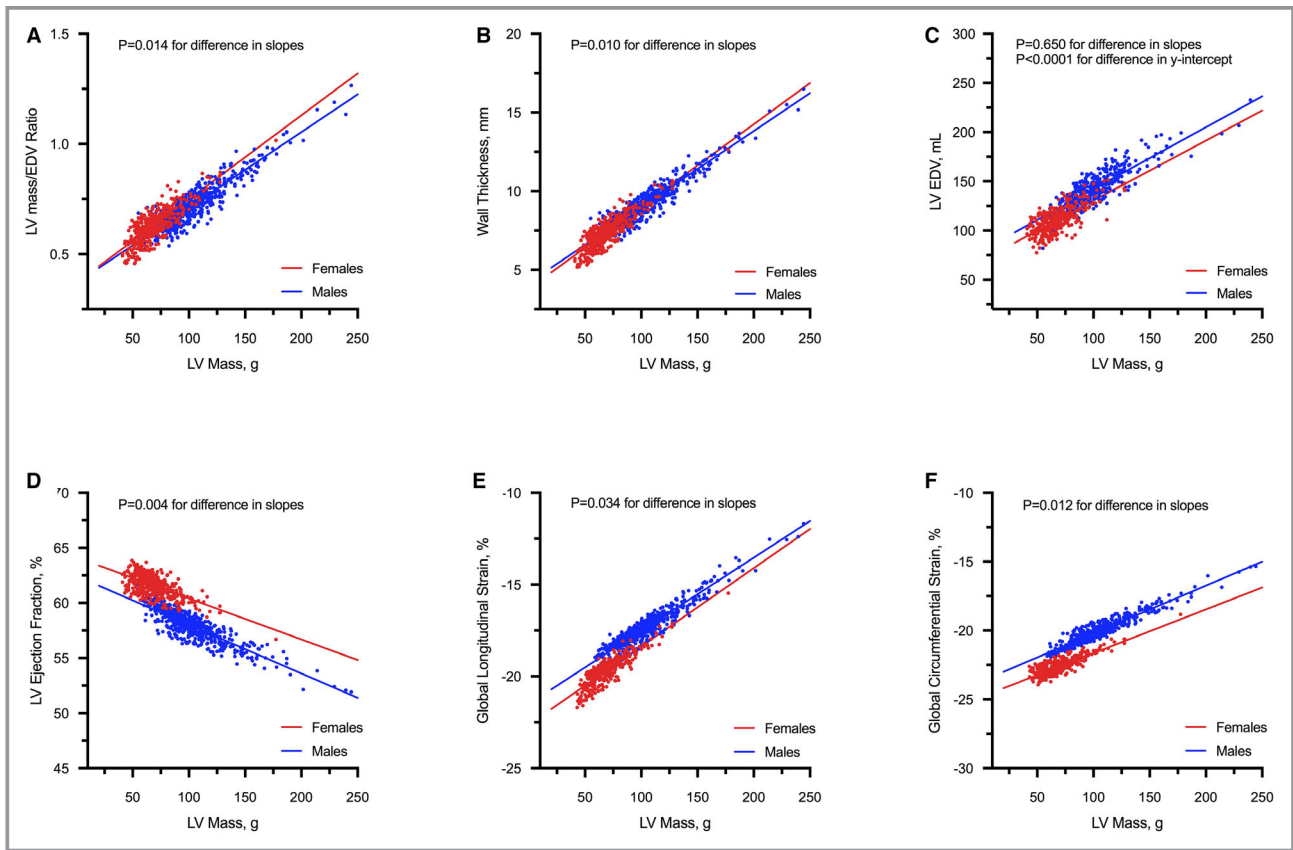 A
P=0.014 for difference in slopes
1.5
1.0
0.5
LV mass/EDV Ratio
Females
Males
50 100 150 200 250
LV Mass, g
B
P=0.010 for difference in slopes
20
15
10
5
Wall Thickness, mm
Females
Males
50 100 150 200 250
LV Mass, g
C
P=0.650 for difference in slopes
P<0.0001 for difference in y-intercept
300
250
200
150
100
50
LV EDV, mL
Females
Males
50 100 150 200 250
LV Mass, g
D
P=0.004 for difference in slopes
70
65
60
55
50
45
LV Ejection Fraction, %
Females
Males
50 100 150 200 250
LV Mass, g
E
P=0.034 for difference in slopes
-10
-15
-20
-25
Global Longitudinal Strain, %
Females
Males
50 100 150 200 250
LV Mass, g
F
P=0.012 for difference in slopes
-10
-15
-20
-25
-30
Global Circumferential Strain, %
Females
Males
50 100 150 200 250
LV Mass, g